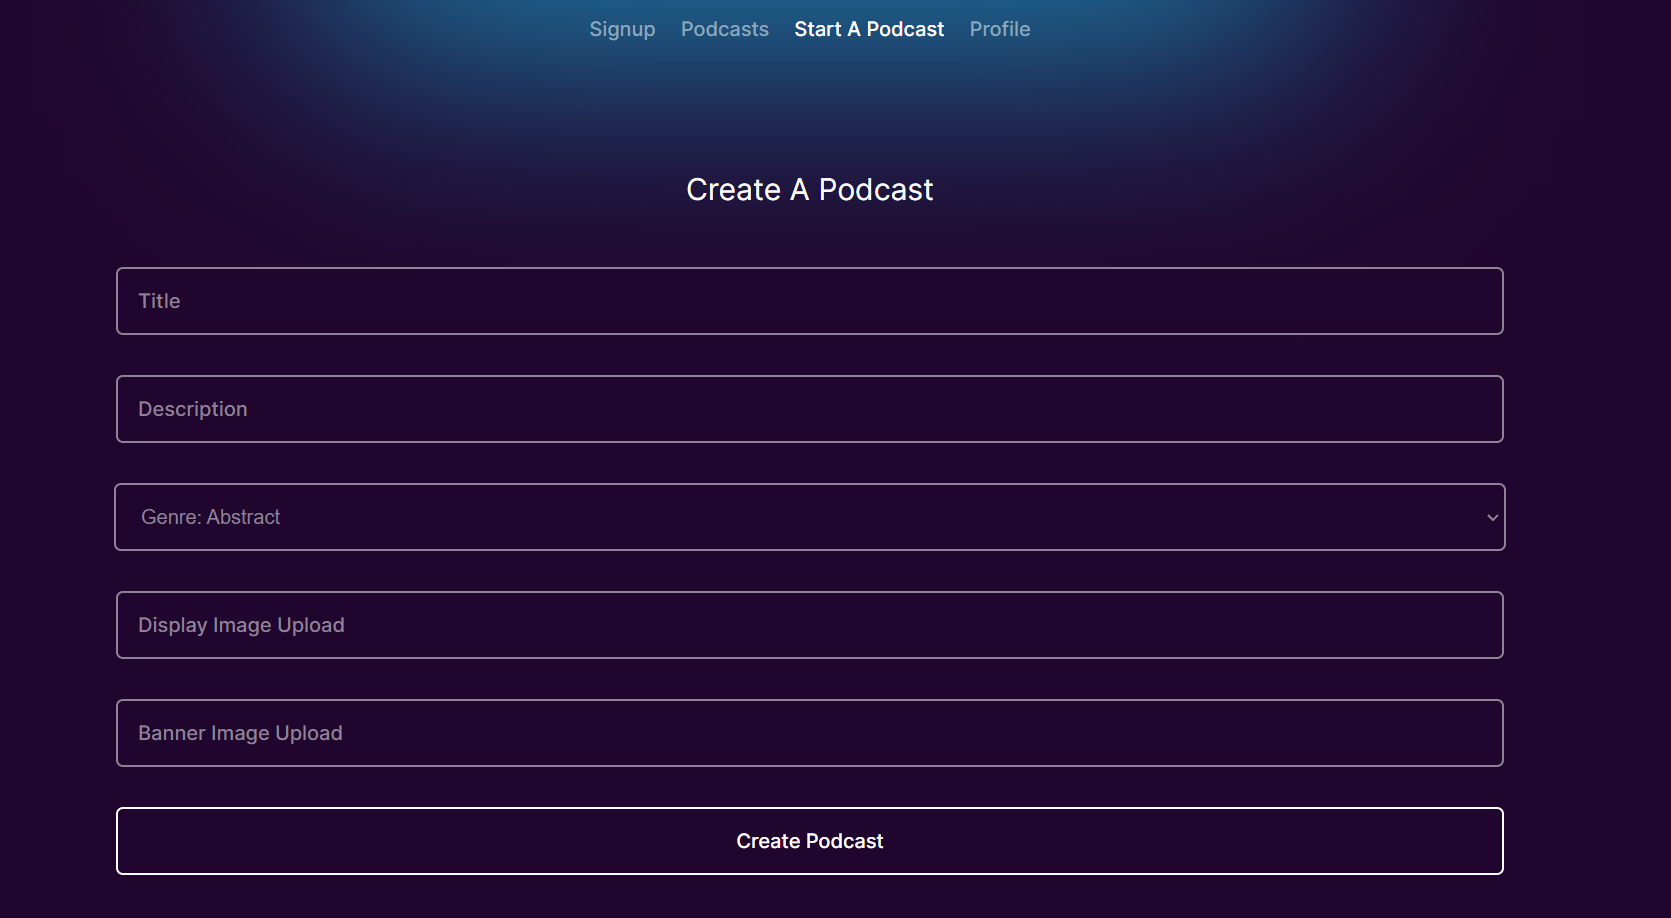 Signup Podcasts Start A Podcast Profile
Create A Podcast
Title
Description
Genre: Abstract
Display Image Upload
Banner Image Upload
Create Podcast